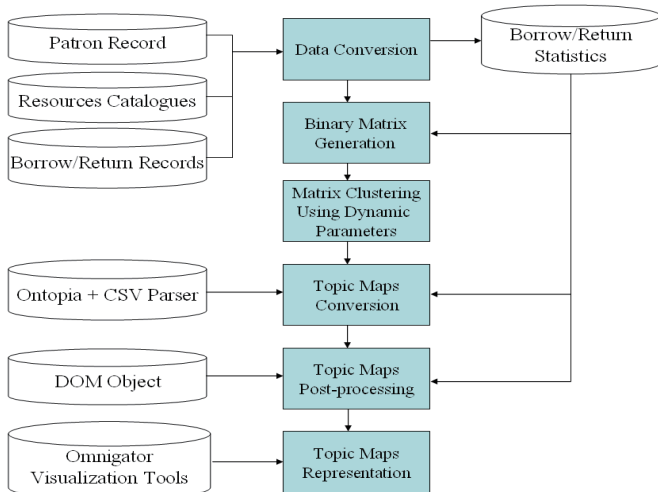 Patron Record
Data Conversion
Borrow/Return
Statistics
Resources Catalogues
Binary Matrix
Generation
Borrow/Return Records
Matrix Clustering
Using Dynamic
Parameters
Ontopia + CSV Parser
Topic Maps
Conversion
DOM Object
Topic Maps
Post-processing
Omnigator
Visualization Tools
Topic Maps
Representation